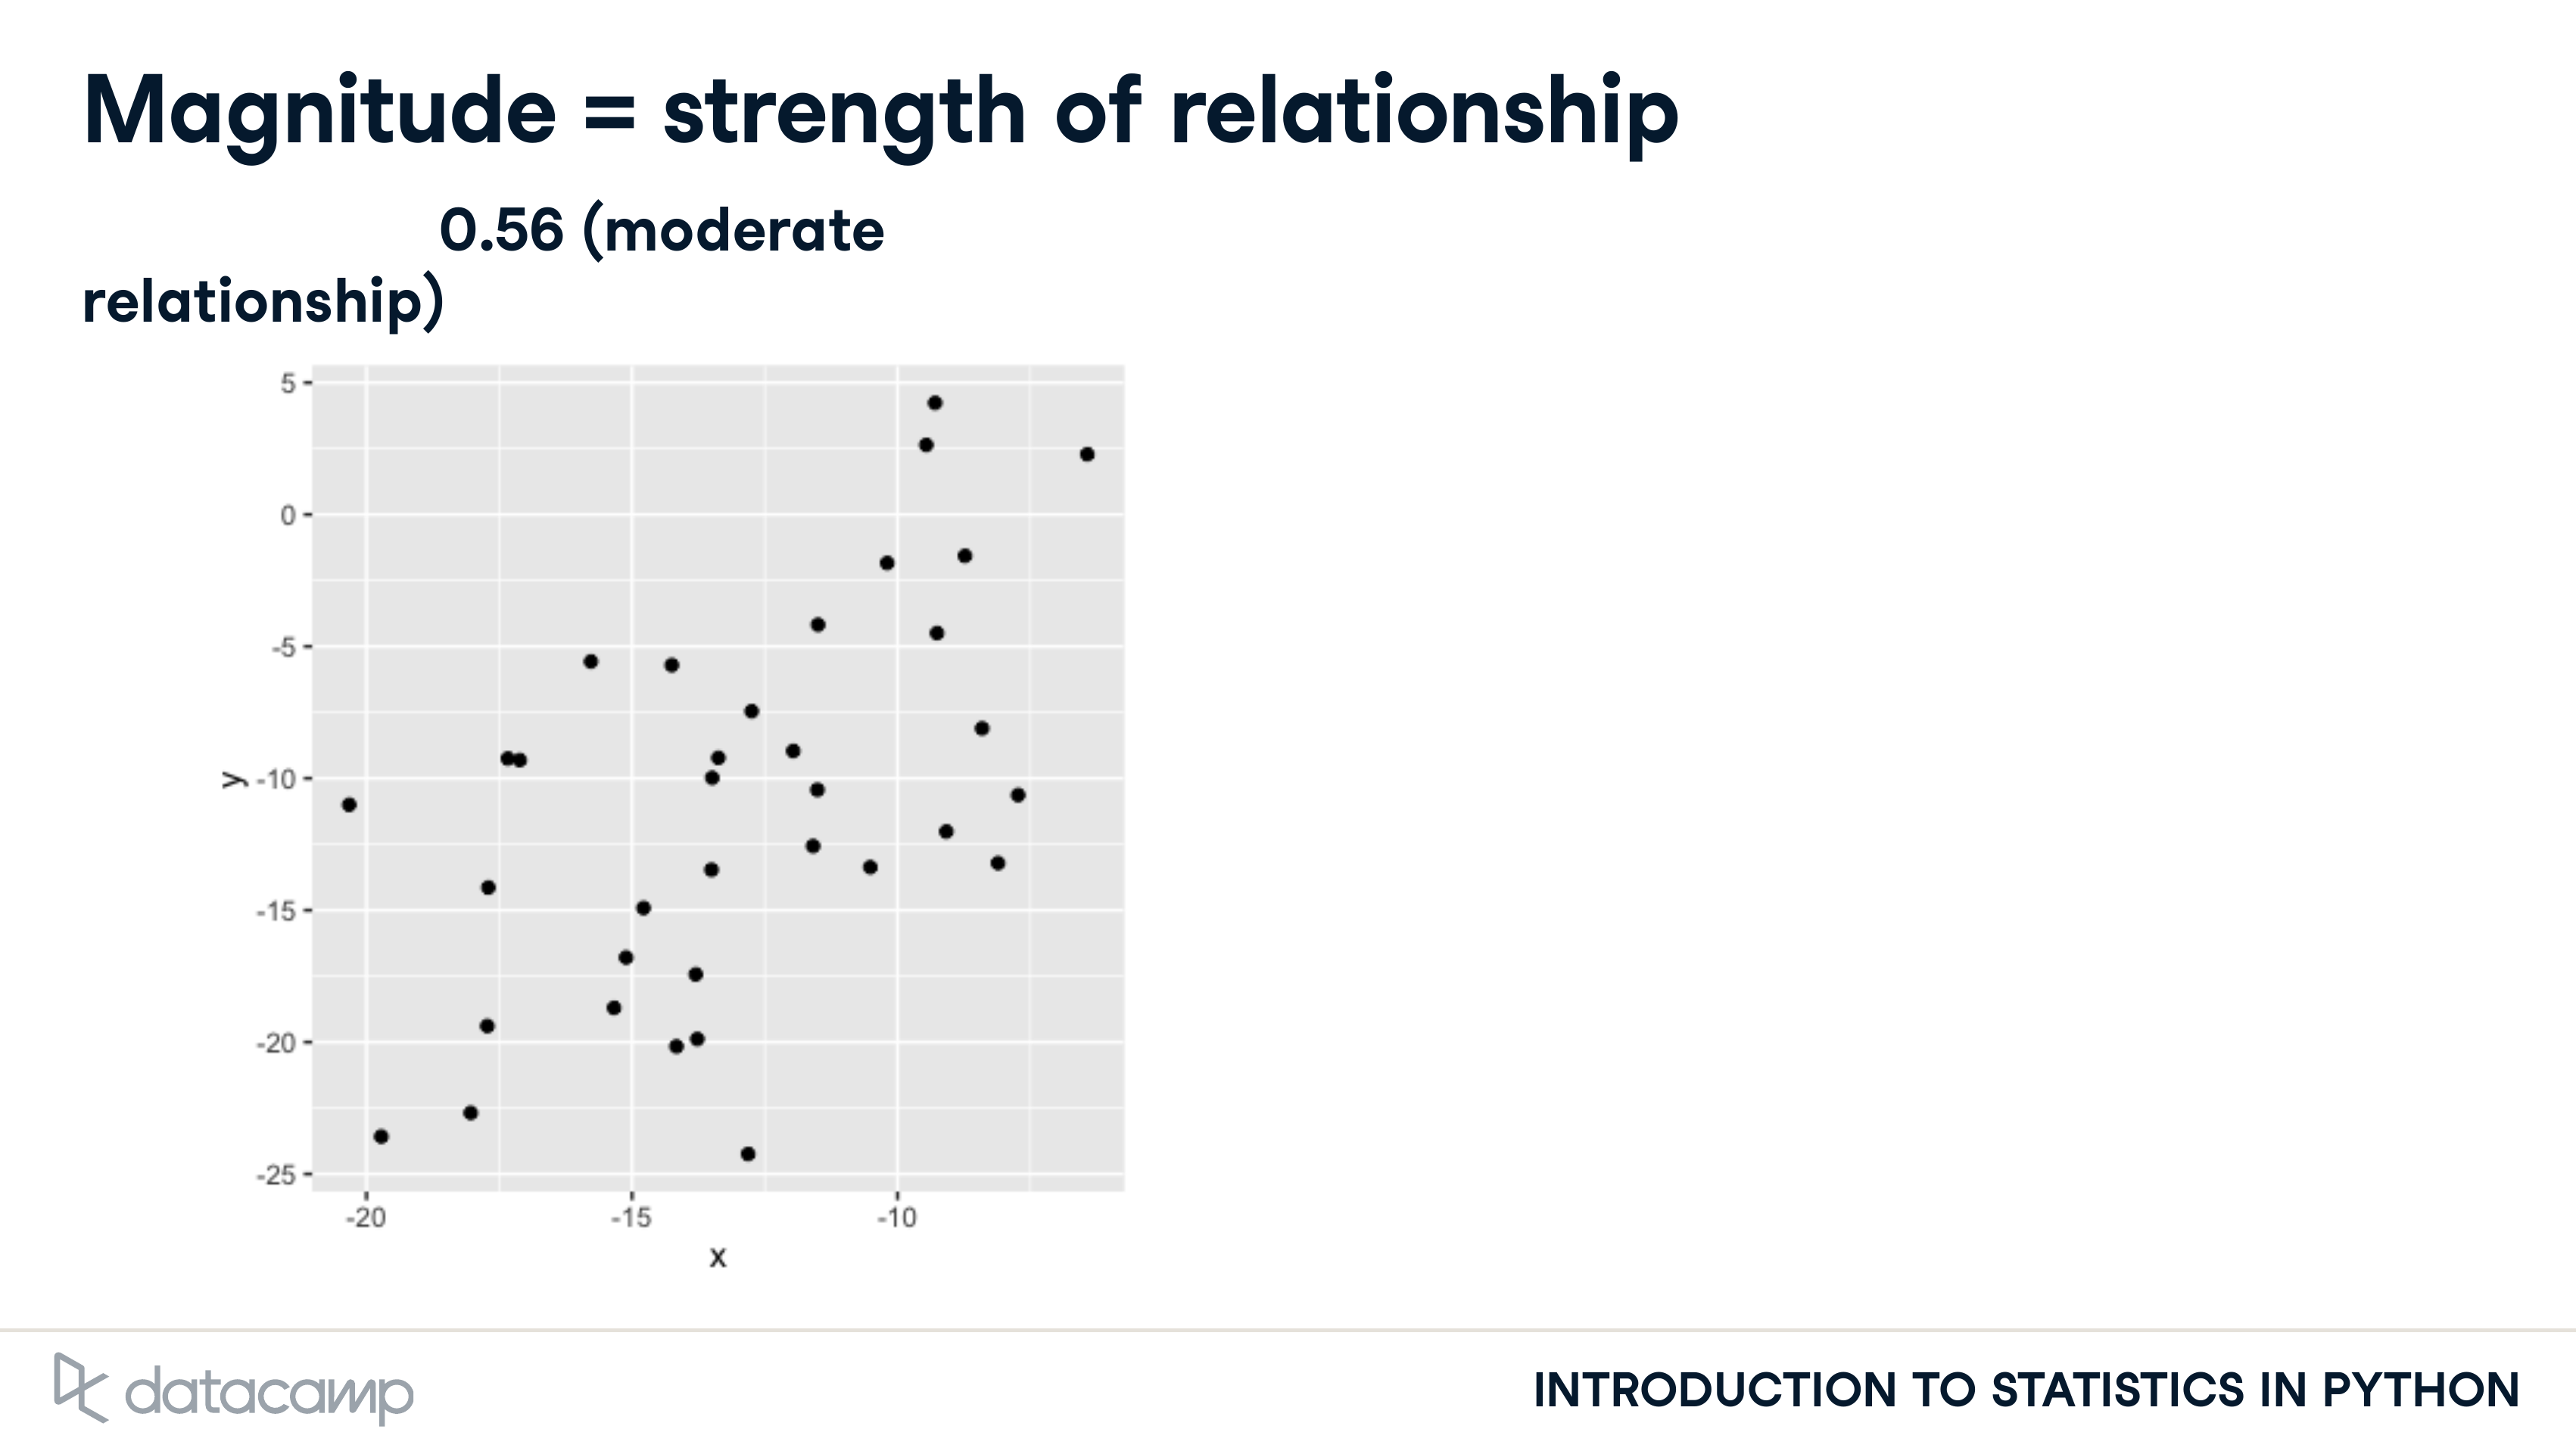 Magnitude = strength of relationship
0.56 (moderate
relationship)
5
0
-5
y
-10
-15
-20
-25
-20 -15 -10
x
datacamp
INTRODUCTION TO STATISTICS IN PYTHON